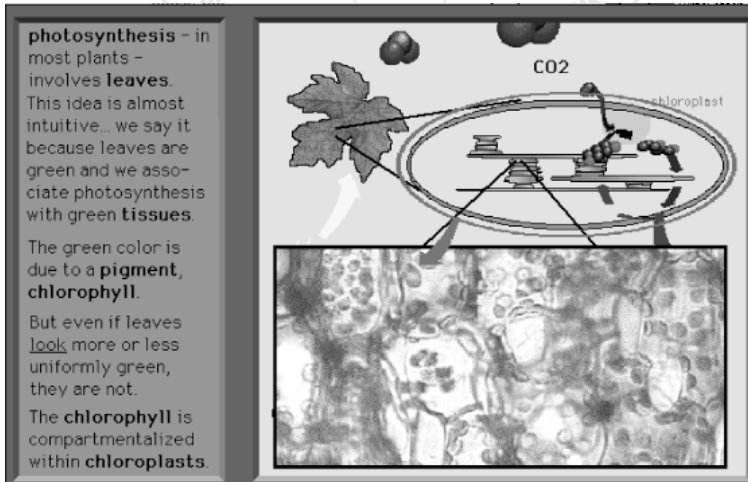 photosynthesis - in
most plants -
involves leaves.
This idea is almost
intuitive... we say it
because leaves are
green and we asso-
ciate photosynthesis
with green tissues.
The green color is
due to a pigment,
chlorophyll.
But even if leaves
look more or less
uniformly green,
they are not.
The chlorophyll is
compartmentalized
within chloroplasts.
CO2
chloroplast